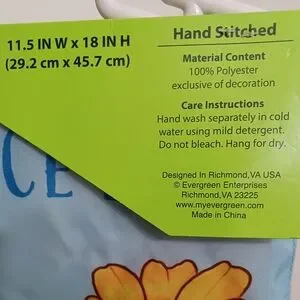 11.5 IN W x 18 IN H
(29.2 cm x 45.7 cm)
Hand Stitched
Material Content
100% Polyester
exclusive of decoration
Care Instructions
Hand wash separately in cold
water using mild detergent.
Do not bleach. Hang for dry.
Designed In Richmond,VA USA
© Evergreen Enterprises
Richmond,VA 23225
www.myevergreen.com
Made in China
CE